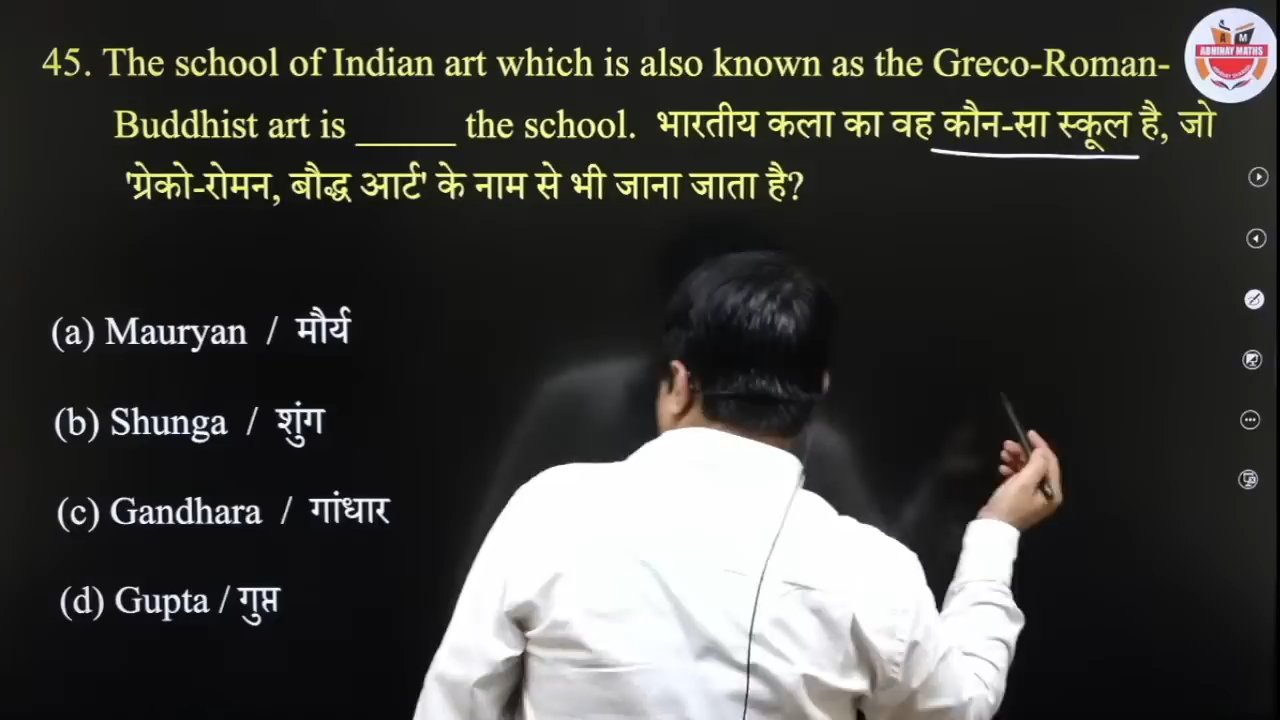 45. The school of Indian art which is also known as the Greco-Roman-
Buddhist art is _____ the school. भारतीय कला का वह कौन-सा स्कूल है, जो
'ग्रेको-रोमन, बौद्ध आर्ट' के नाम से भी जाना जाता है?
(a) Mauryan / मौर्य
(b) Shunga / शुंग
(c) Gandhara / गांधार
(d) Gupta / गुप्त
A M
ABHINAY MATHS